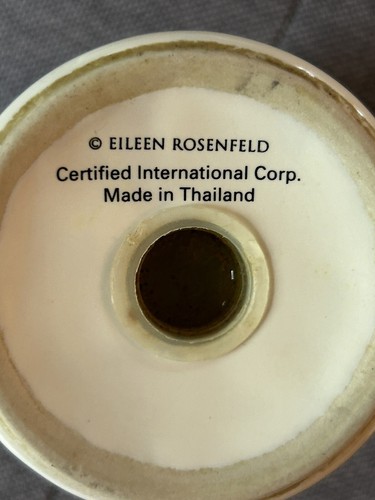 © EILEEN ROSENFELD
Certified International Corp.
Made in Thailand